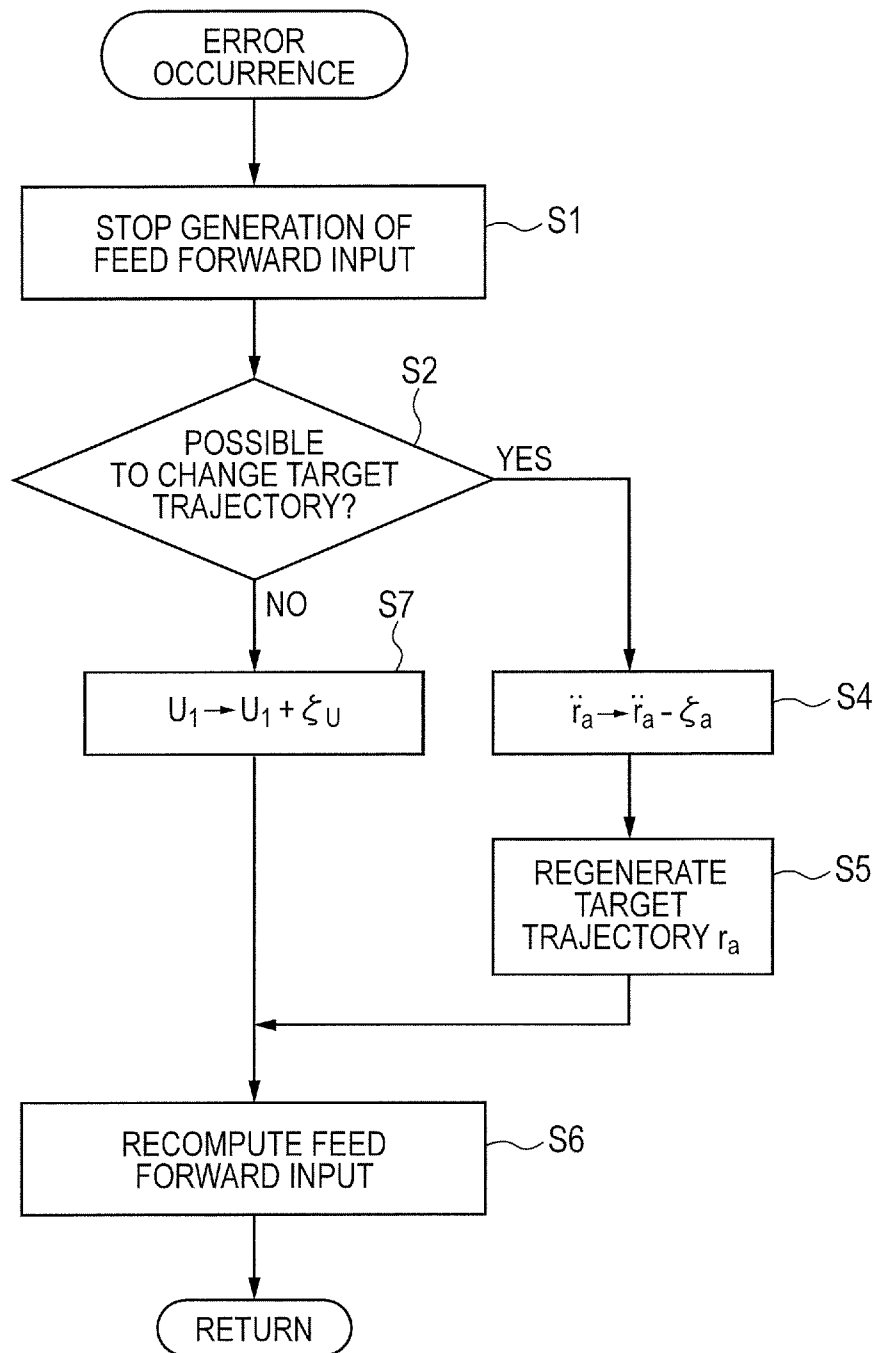 ERROR
OCCURRENCE
STOP GENERATION OF
FEED FORWARD INPUT
S1
S2
POSSIBLE
TO CHANGE TARGET
TRAJECTORY?
YES
NO
S7
U₁ → U₁ + ζ_U
r̈ₐ → r̈ₐ - ζₐ
S4
REGENERATE
TARGET
TRAJECTORY rₐ
S5
RECOMPUTE FEED
FORWARD INPUT
S6
RETURN